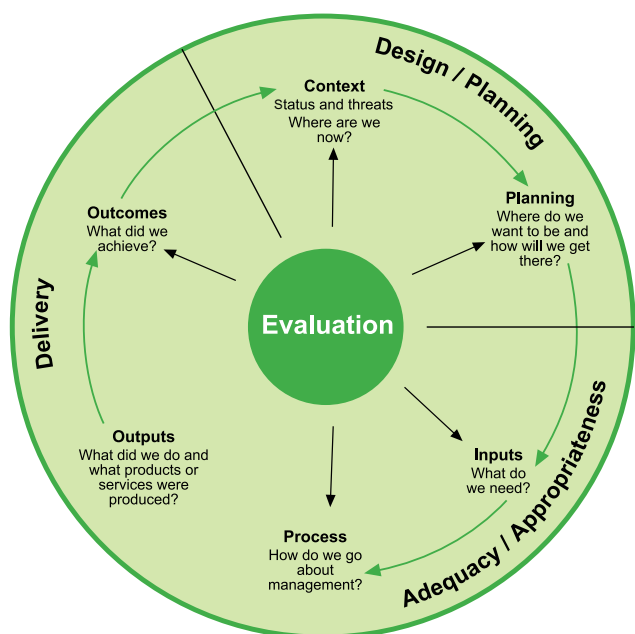 Design / Planning
Context
Status and threats
Where are we
now?
Planning
Where do we
want to be and
how will we get
there?
Outcomes
What did we
achieve?
Delivery
Evaluation
Outputs
What did we do and
what products or
services were
produced?
Inputs
What do
we need?
Process
How do we go
about
management?
Adequacy / Appropriateness